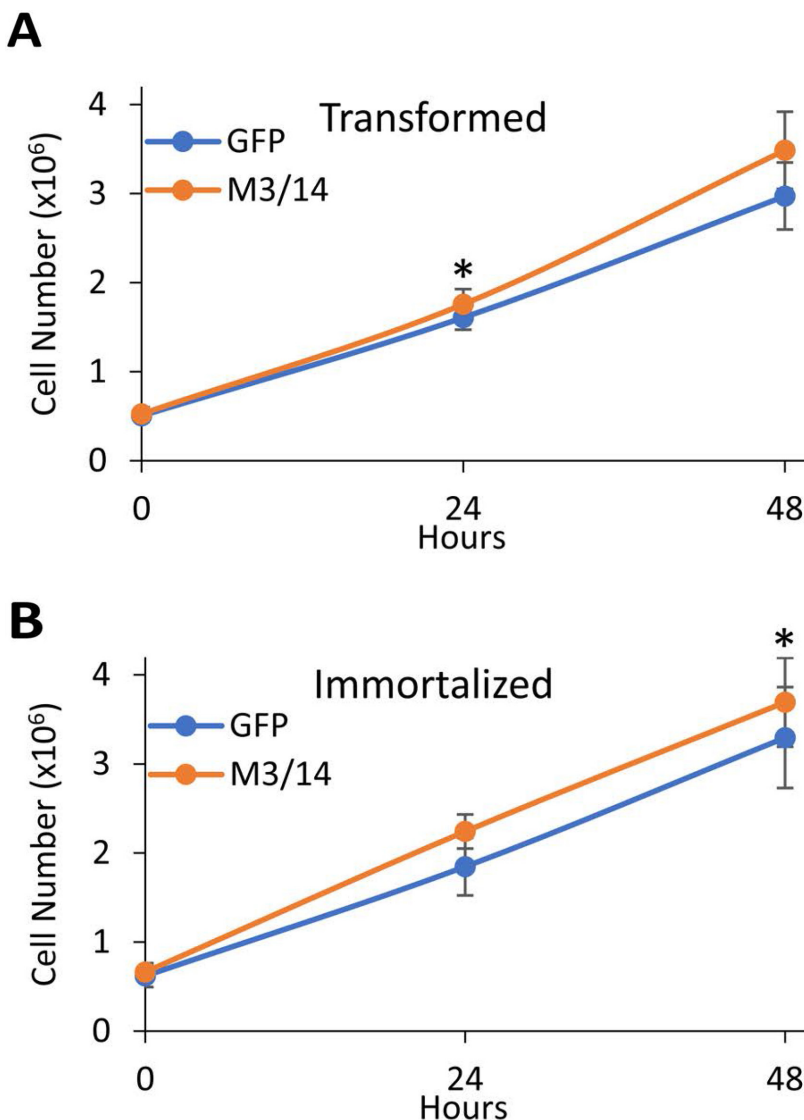 A
Transformed
GFP
M3/14
Cell Number (x10⁶)
4
3
2
1
0
*
0 24 48
Hours
B
Immortalized
GFP
M3/14
Cell Number (x10⁶)
4
3
2
1
0
*
0 24 48
Hours